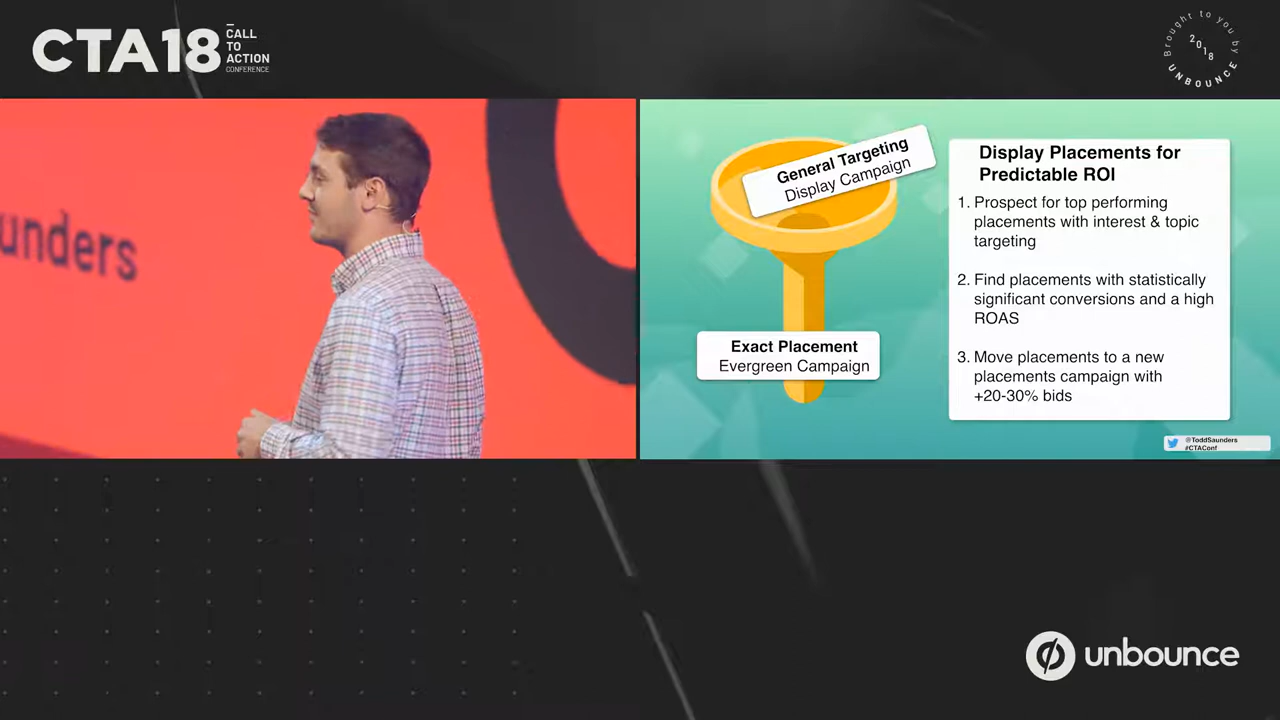 CTA18
CALL
TO
ACTION
CONFERENCE
Brought to you by
UNBOUNCE
2018
unders
General Targeting
Display Campaign
Exact Placement
Evergreen Campaign
Display Placements for
Predictable ROI
1. Prospect for top performing
placements with interest & topic
targeting
2. Find placements with statistically
significant conversions and a high
ROAS
3. Move placements to a new
placements campaign with
+20-30% bids
@ToddSaunders
#CTAConf
unbounce